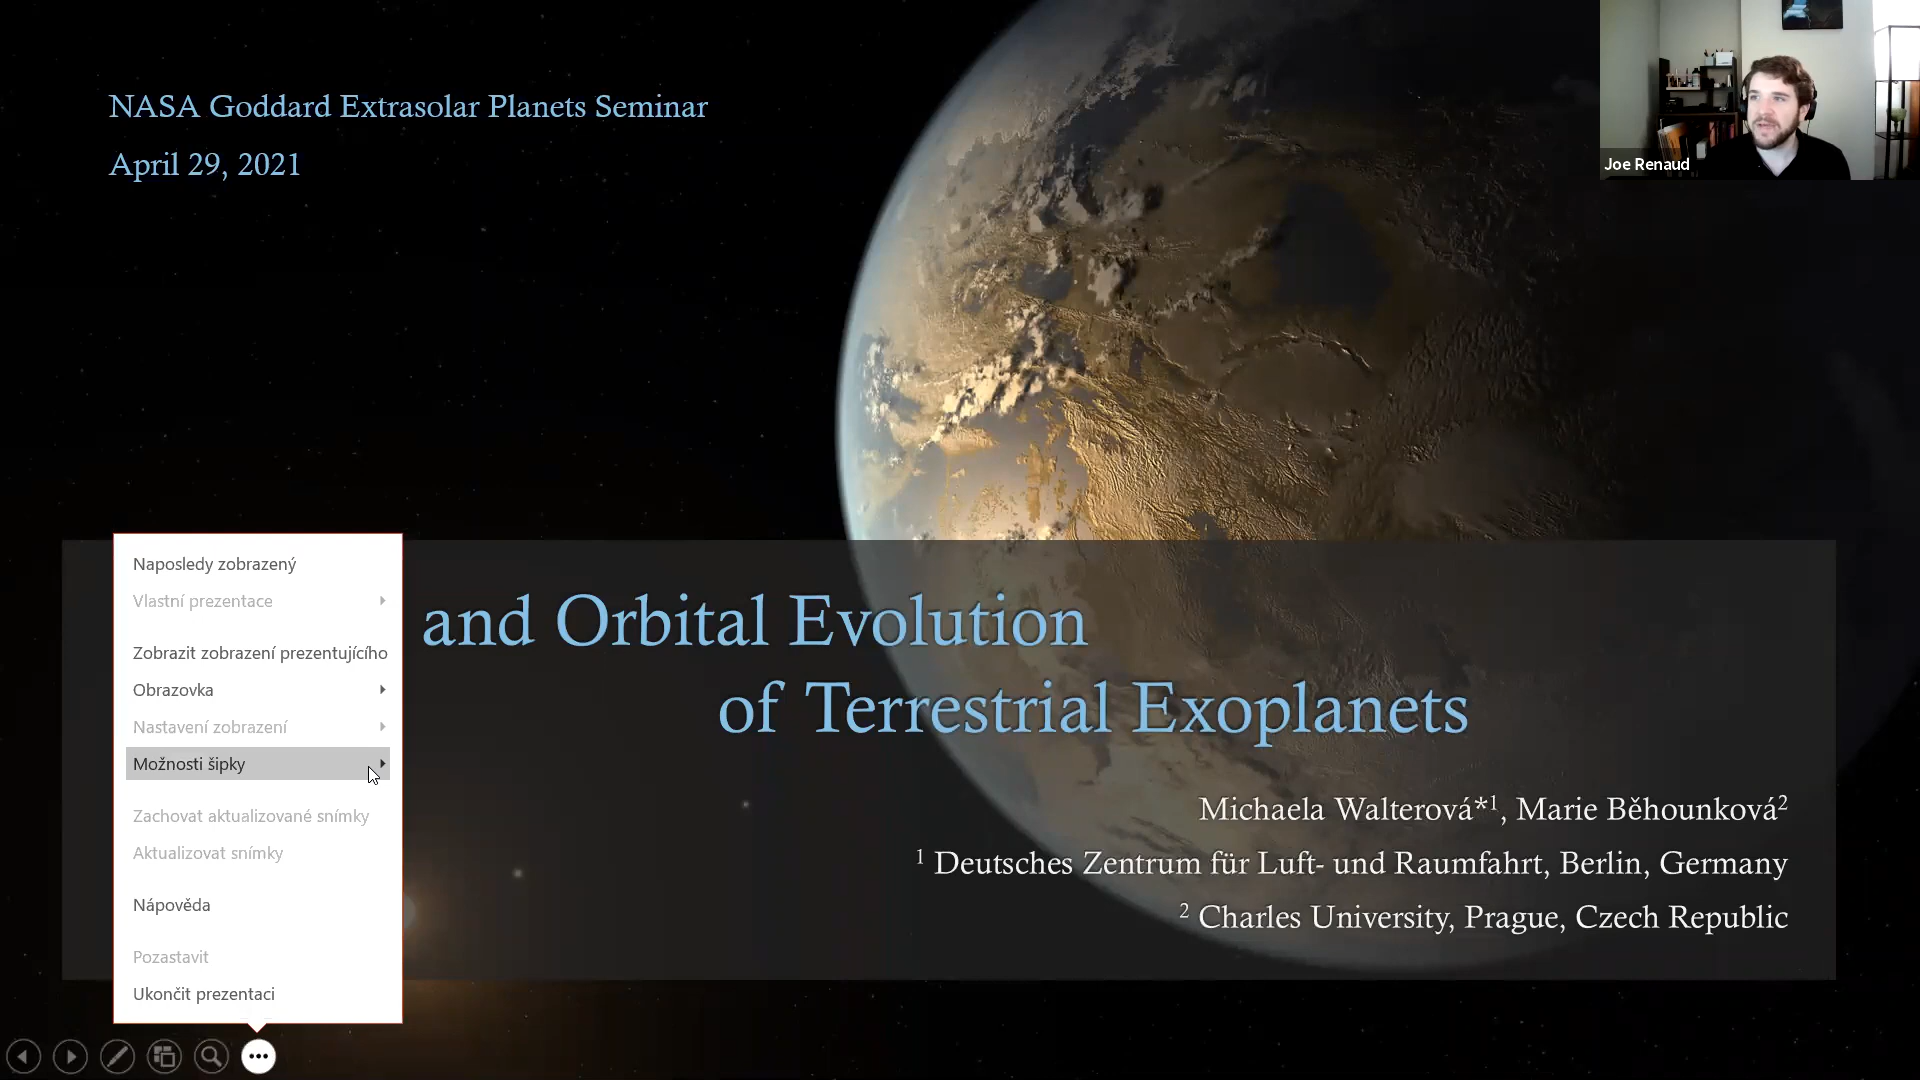 NASA Goddard Extrasolar Planets Seminar
April 29, 2021
Joe Renaud
and Orbital Evolution
of Terrestrial Exoplanets
Michaela Walterová*¹, Marie Běhounková²
¹ Deutsches Zentrum für Luft- und Raumfahrt, Berlin, Germany
² Charles University, Prague, Czech Republic
Naposledy zobrazený
Vlastní prezentace
Zobrazit zobrazení prezentujícího
Obrazovka
Nastavení zobrazení
Možnosti šipky
Zachovat aktualizované snímky
Aktualizovat snímky
Nápověda
Pozastavit
Ukončit prezentaci